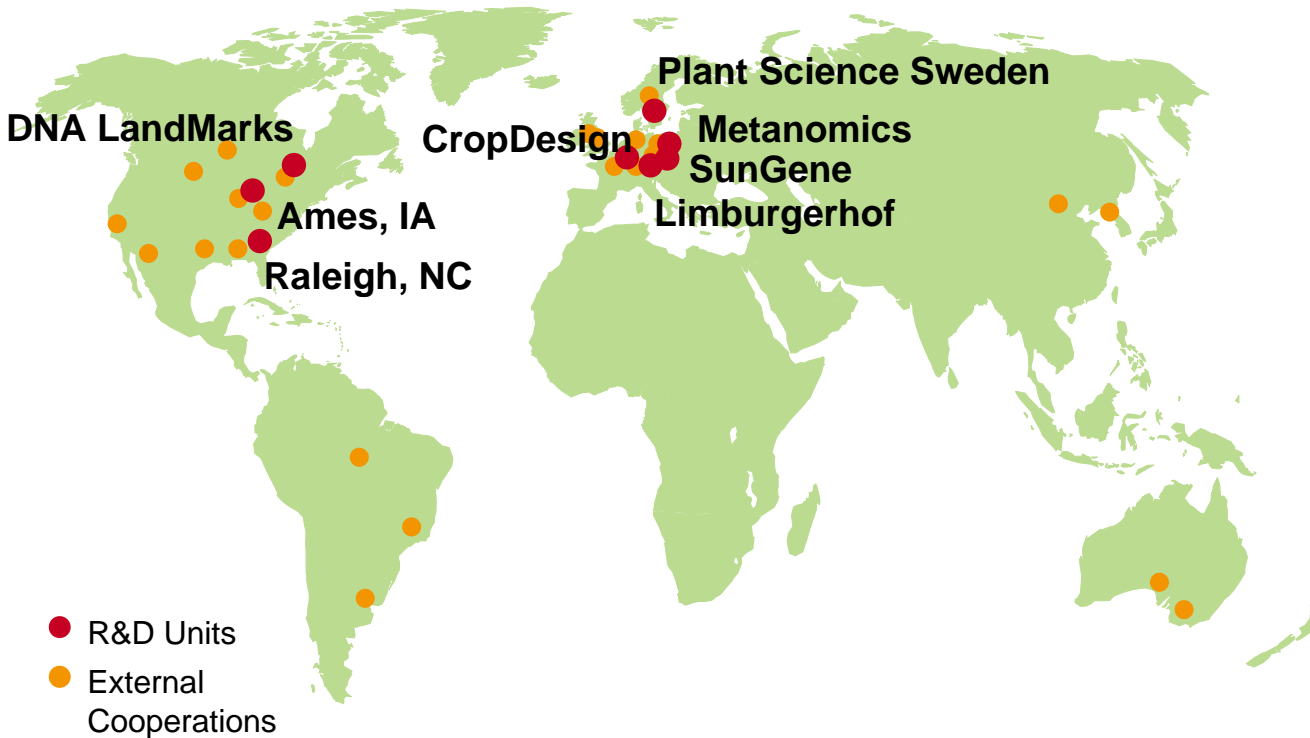 Plant Science Sweden
DNA LandMarks
CropDesign
Metanomics
SunGene
Limburgerhof
Ames, IA
Raleigh, NC
R&D Units
External
Cooperations